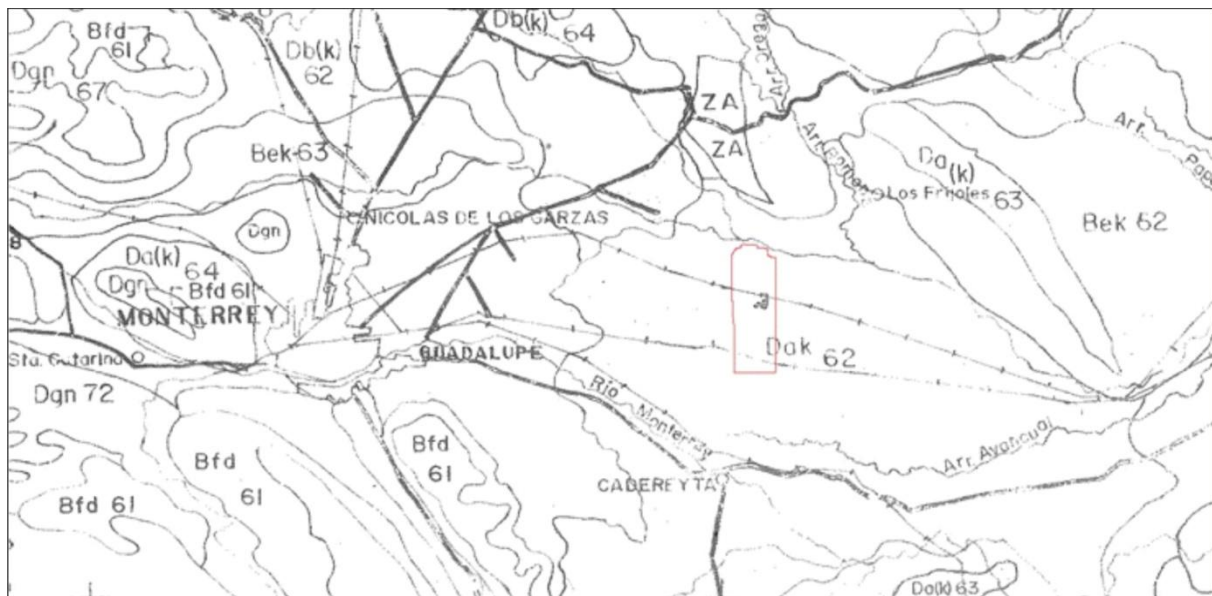 Bfd
61
Dgn
67
Db(k)
62
Db(k)
64
ZA
ZA
Arr.
Bek 63
Da
(k)
63
Los Frijoles
Bek 62
Arr.
NICOLAS DE LOS GARZAS
Dgn
Da(k)
64
Dgn
Bfd 61
MONTERREY
Sta. Catarina
GUADALUPE
Dak 62
Dgn 72
Rio Monterrey
Arr Ayancual
Bfd
61
Bfd
61
Bfd 61
CADEREYTA
Da(k) 63